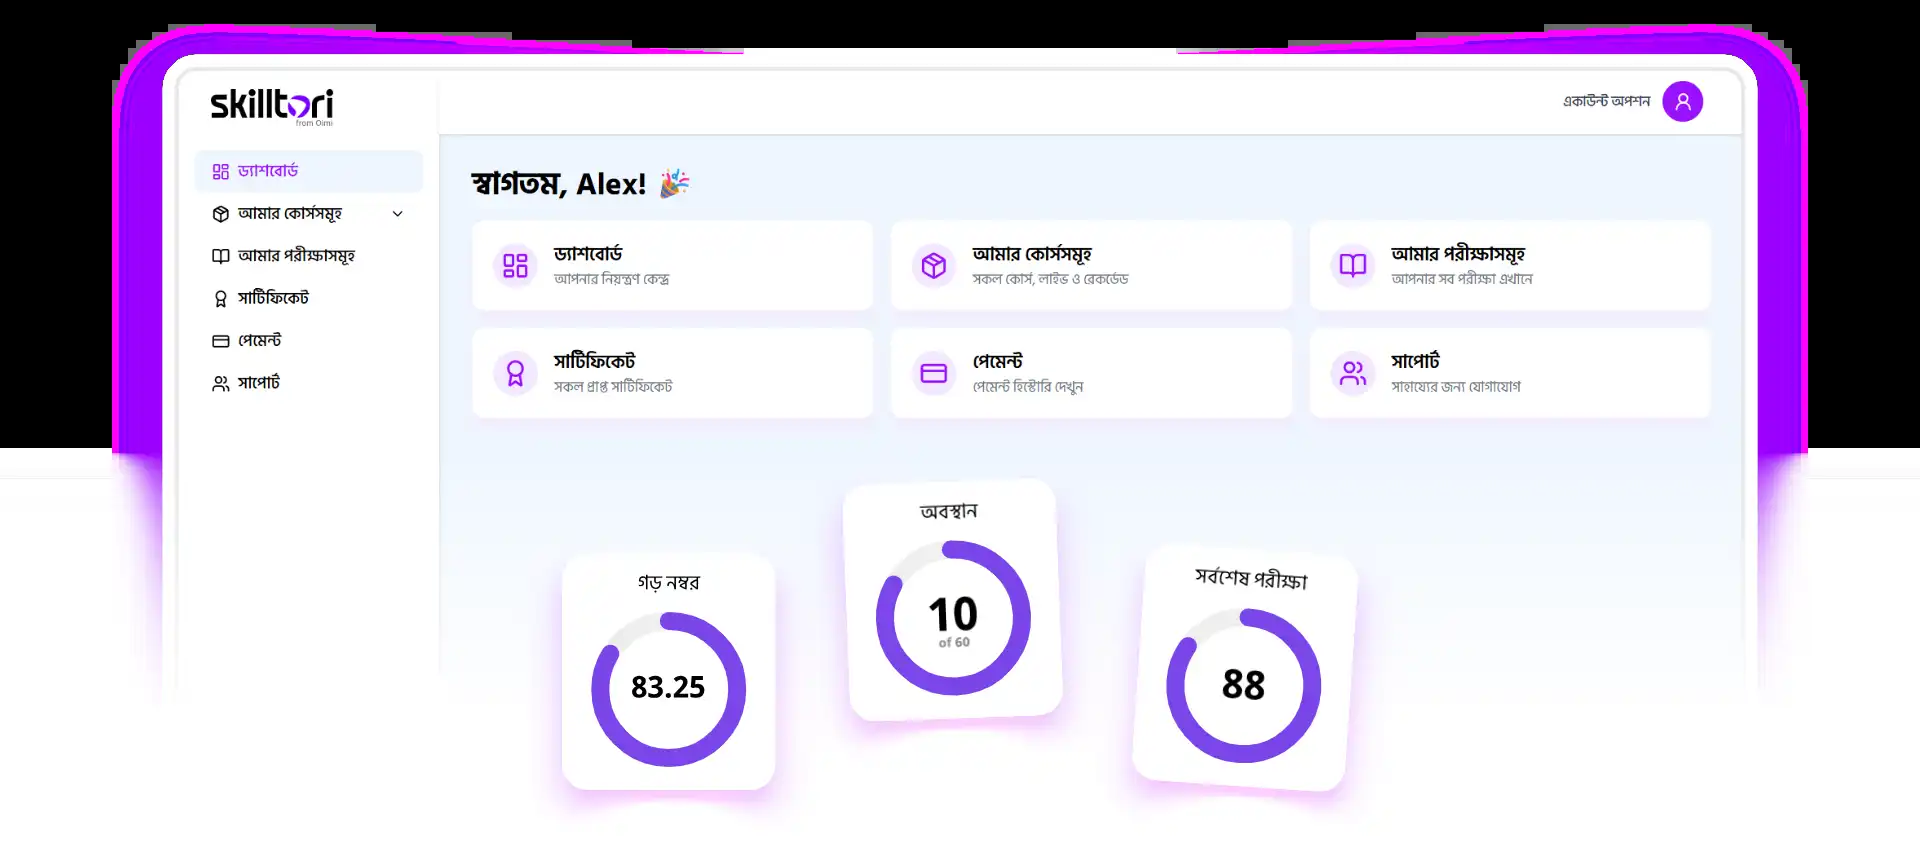 skilltori
from Oimi
একাউন্ট অপশন
ড্যাশবোর্ড
আমার কোর্সসমূহ
আমার পরীক্ষাসমূহ
সার্টিফিকেট
পেমেন্ট
সাপোর্ট
স্বাগতম, Alex! 🎉
ড্যাশবোর্ড
আপনার নিয়ন্ত্রণ কেন্দ্র
আমার কোর্সসমূহ
সকল কোর্স, লাইভ ও রেকর্ডেড
আমার পরীক্ষাসমূহ
আপনার সব পরীক্ষা এখানে
সার্টিফিকেট
সকল প্রাপ্ত সার্টিফিকেট
পেমেন্ট
পেমেন্ট হিস্টোরি দেখুন
সাপোর্ট
সাহায্যের জন্য যোগাযোগ
গড় নম্বর
83.25
অবস্থান
10
of 60
সর্বশেষ পরীক্ষা
88